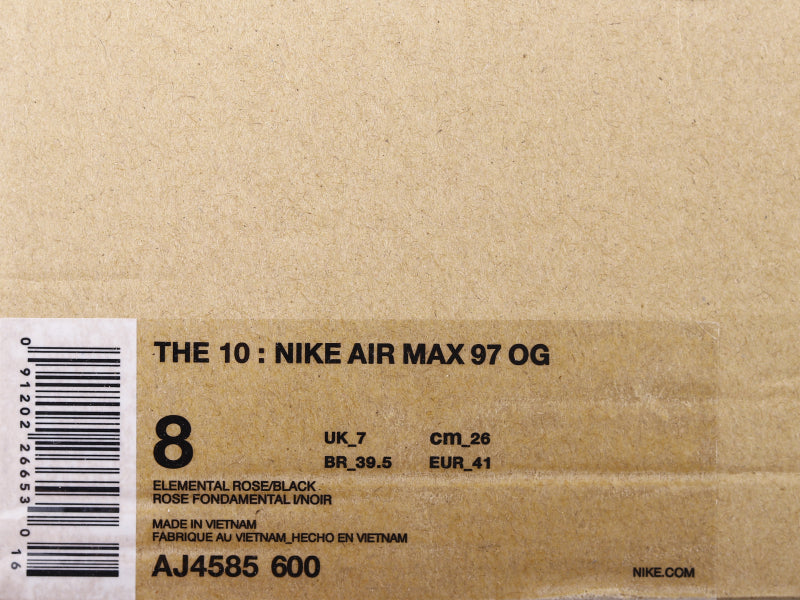 THE 10 : NIKE AIR MAX 97 OG
8
UK_7 cm_26
BR_39.5 EUR_41
ELEMENTAL ROSE/BLACK
ROSE FONDAMENTAL I/NOIR
MADE IN VIETNAM
FABRIQUE AU VIETNAM_HECHO EN VIETNAM
AJ4585 600
NIKE.COM
0 91202 26653 0 16